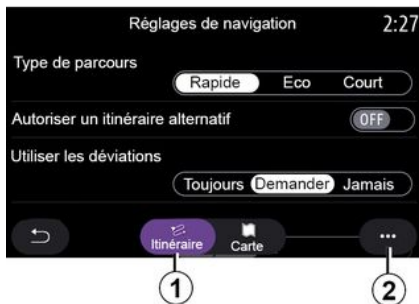 Réglages de navigation 2:27
Type de parcours
Rapide Eco Court
Autoriser un itinéraire alternatif OFF
Utiliser les déviations
Toujours Demander Jamais
Itinéraire Carte ...
1 2